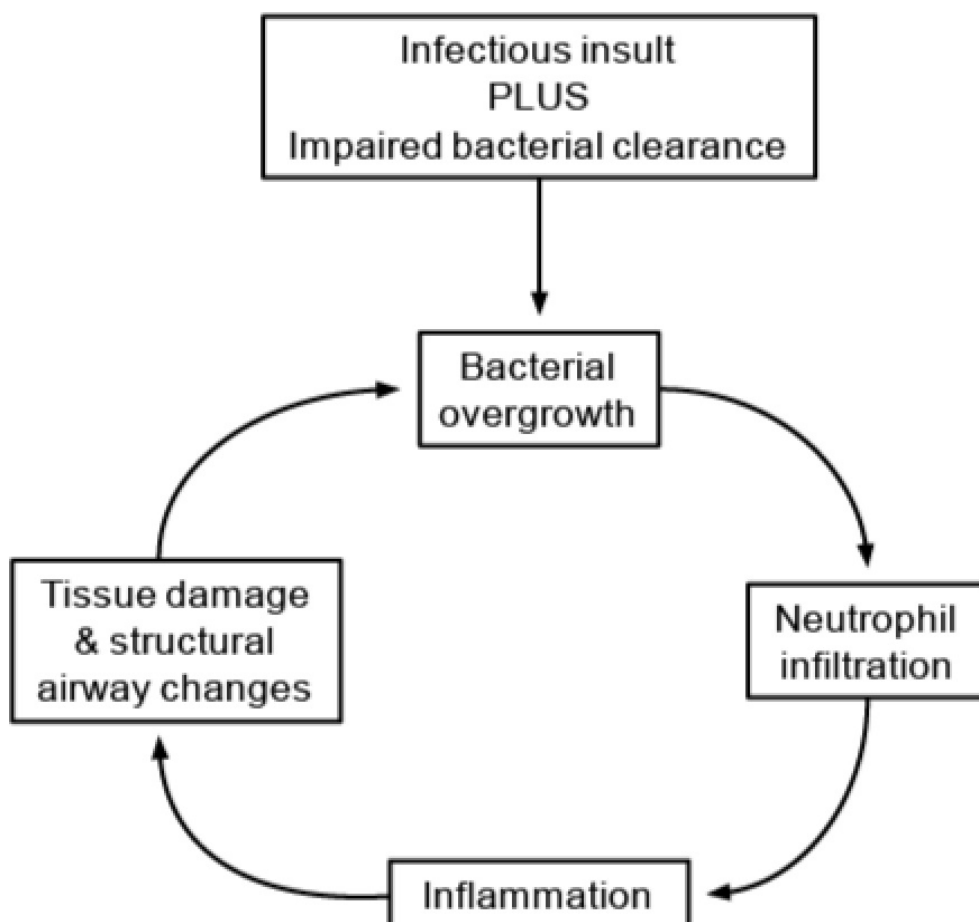 Infectious insult
PLUS
Impaired bacterial clearance
Bacterial
overgrowth
Neutrophil
infiltration
Inflammation
Tissue damage
& structural
airway changes